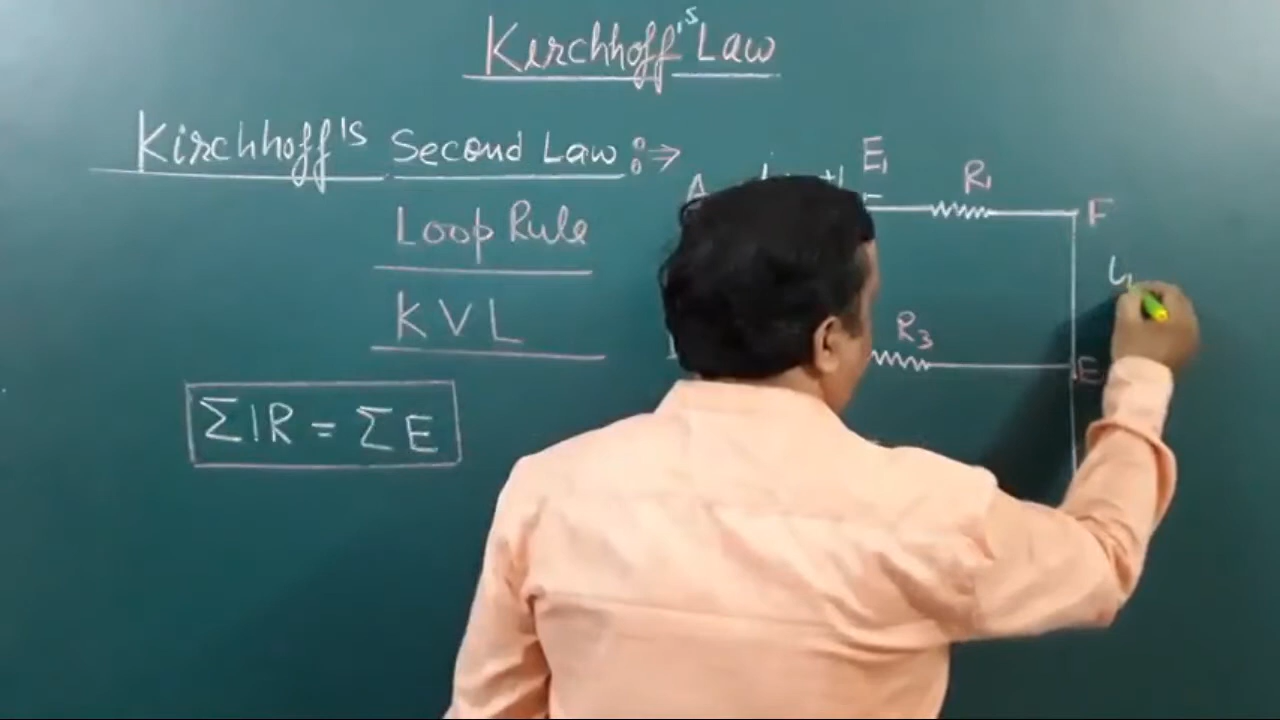 Kirchhoff's Law
Kirchhoff's Second Law :⇒
Loop Rule
KVL
ΣIR = ΣE
E₁
R₁
A
F
R₃
E